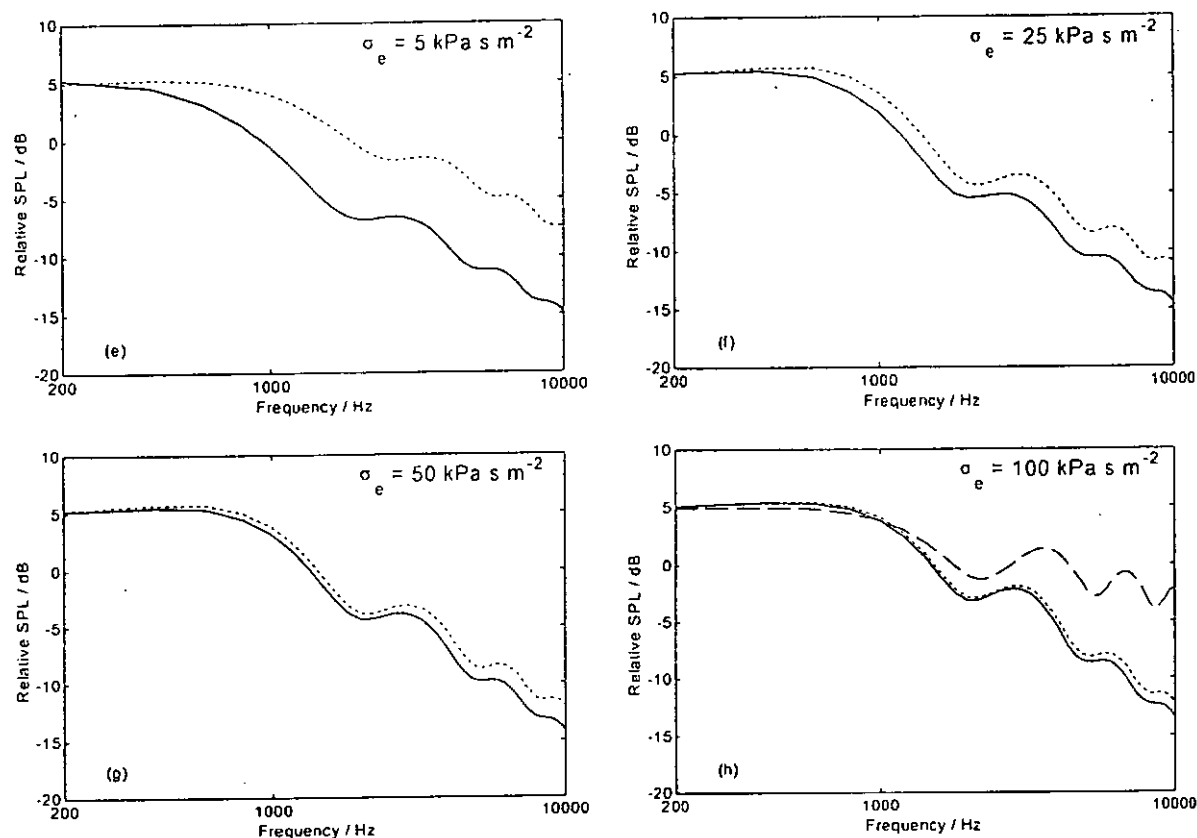 10
5
0
-5
-10
-15
-20
Relative SPL / dB
σe = 5 kPa s m-2
(e)
200
1000
10000
Frequency / Hz
10
5
0
-5
-10
-15
-20
Relative SPL / dB
σe = 25 kPa s m-2
(f)
200
1000
10000
Frequency / Hz
10
5
0
-5
-10
-15
-20
Relative SPL / dB
σe = 50 kPa s m-2
(g)
200
1000
10000
Frequency / Hz
10
5
0
-5
-10
-15
-20
Relative SPL / dB
σe = 100 kPa s m-2
(h)
200
1000
10000
Frequency / Hz